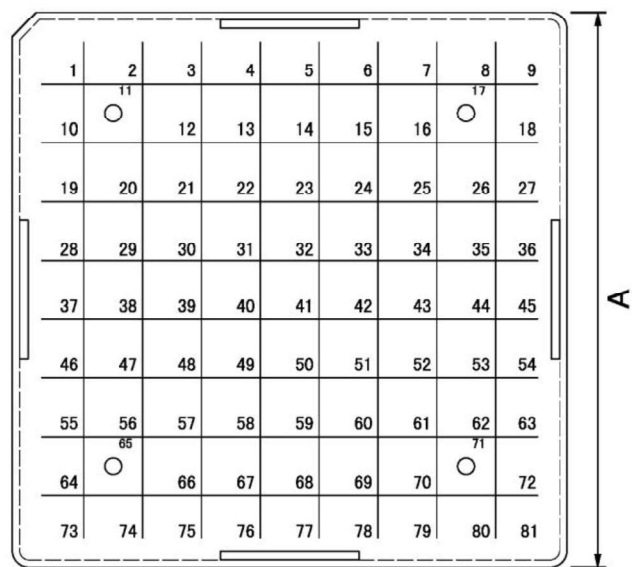 1 2 3 4 5 6 7 8 9
11 17
10 12 13 14 15 16 18
19 20 21 22 23 24 25 26 27
28 29 30 31 32 33 34 35 36
A
37 38 39 40 41 42 43 44 45
46 47 48 49 50 51 52 53 54
55 56 57 58 59 60 61 62 63
65 71
64 66 67 68 69 70 72
73 74 75 76 77 78 79 80 81